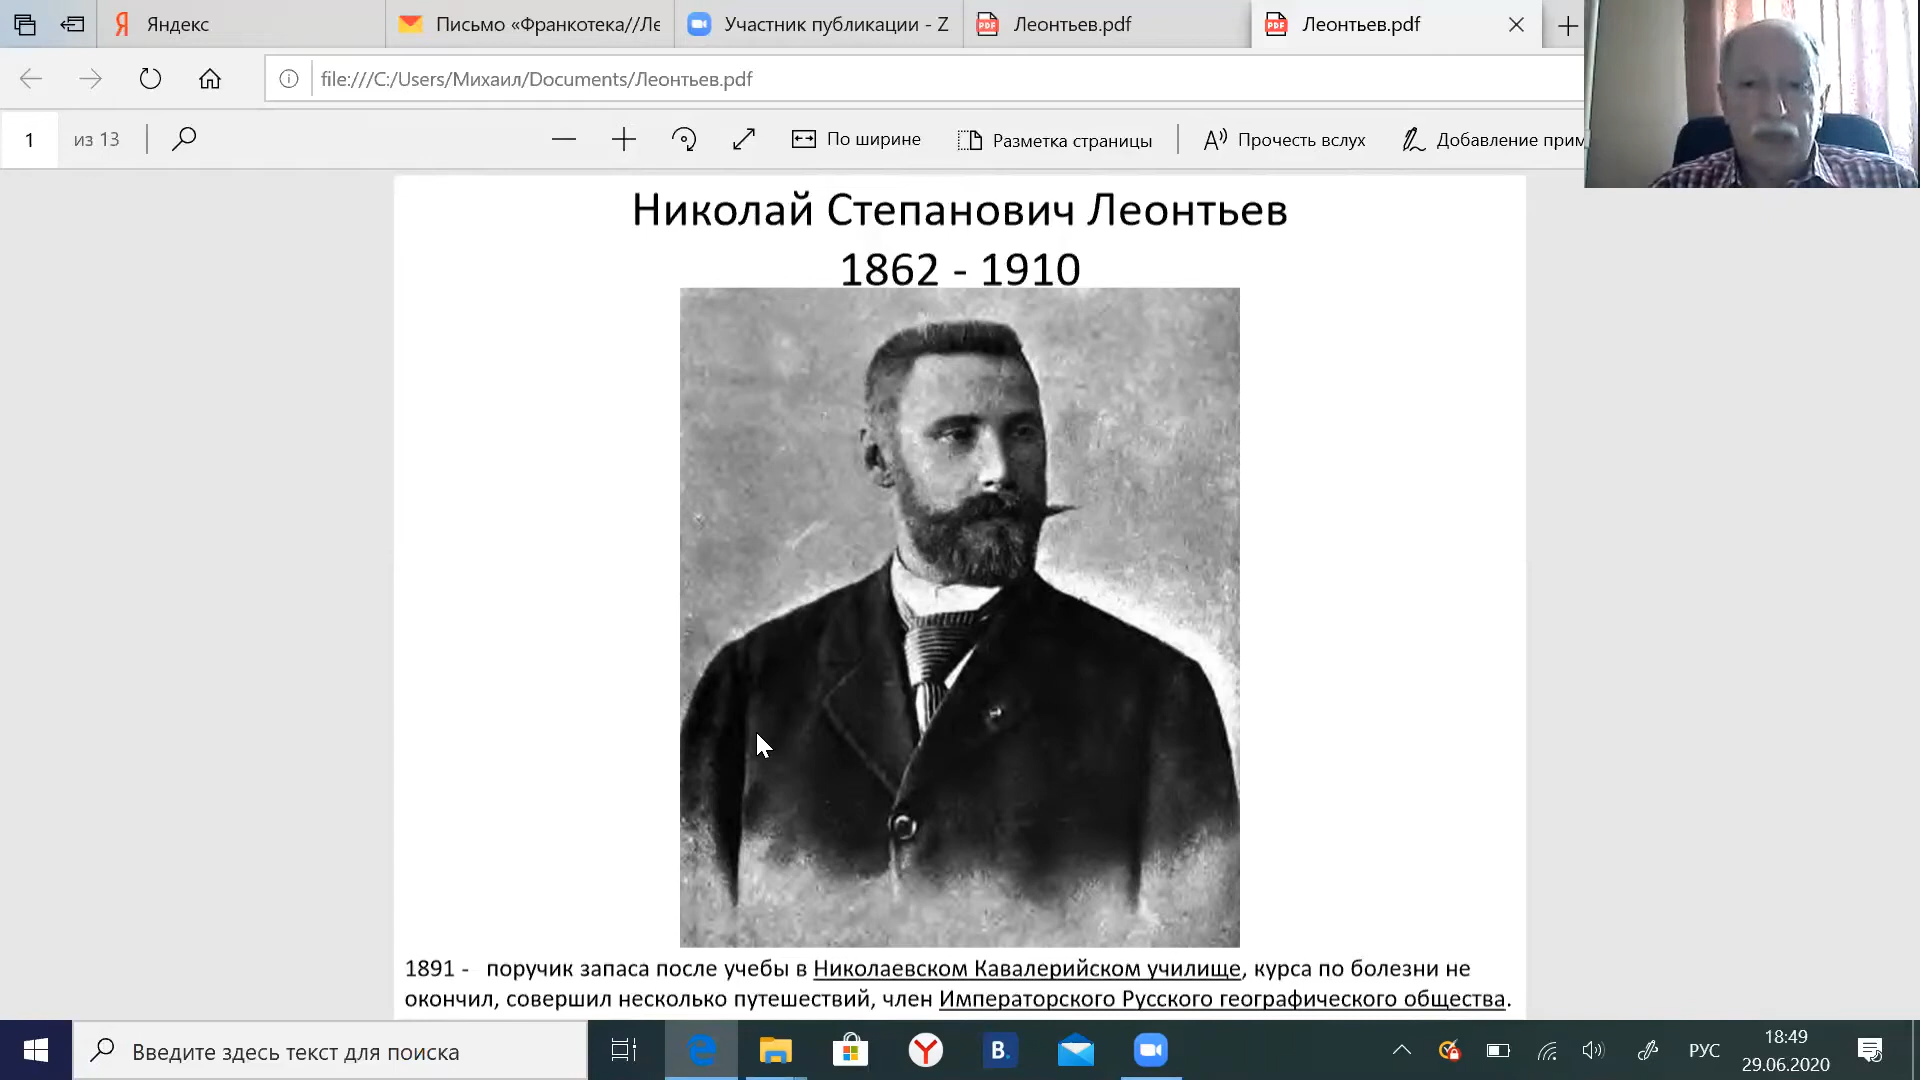 Яндекс
Письмо «Франкотека//Ле
Участник публикации - Z
Леонтьев.pdf
Леонтьев.pdf
file:///C:/Users/Михаил/Documents/Леонтьев.pdf
1 из 13
По ширине
Разметка страницы
Прочесть вслух
Добавление прим
Николай Степанович Леонтьев
1862 - 1910
1891 - поручик запаса после учебы в Николаевском Кавалерийском училище, курса по болезни не
окончил, совершил несколько путешествий, член Императорского Русского географического общества.
Введите здесь текст для поиска
B.
РУС
18:49
29.06.2020